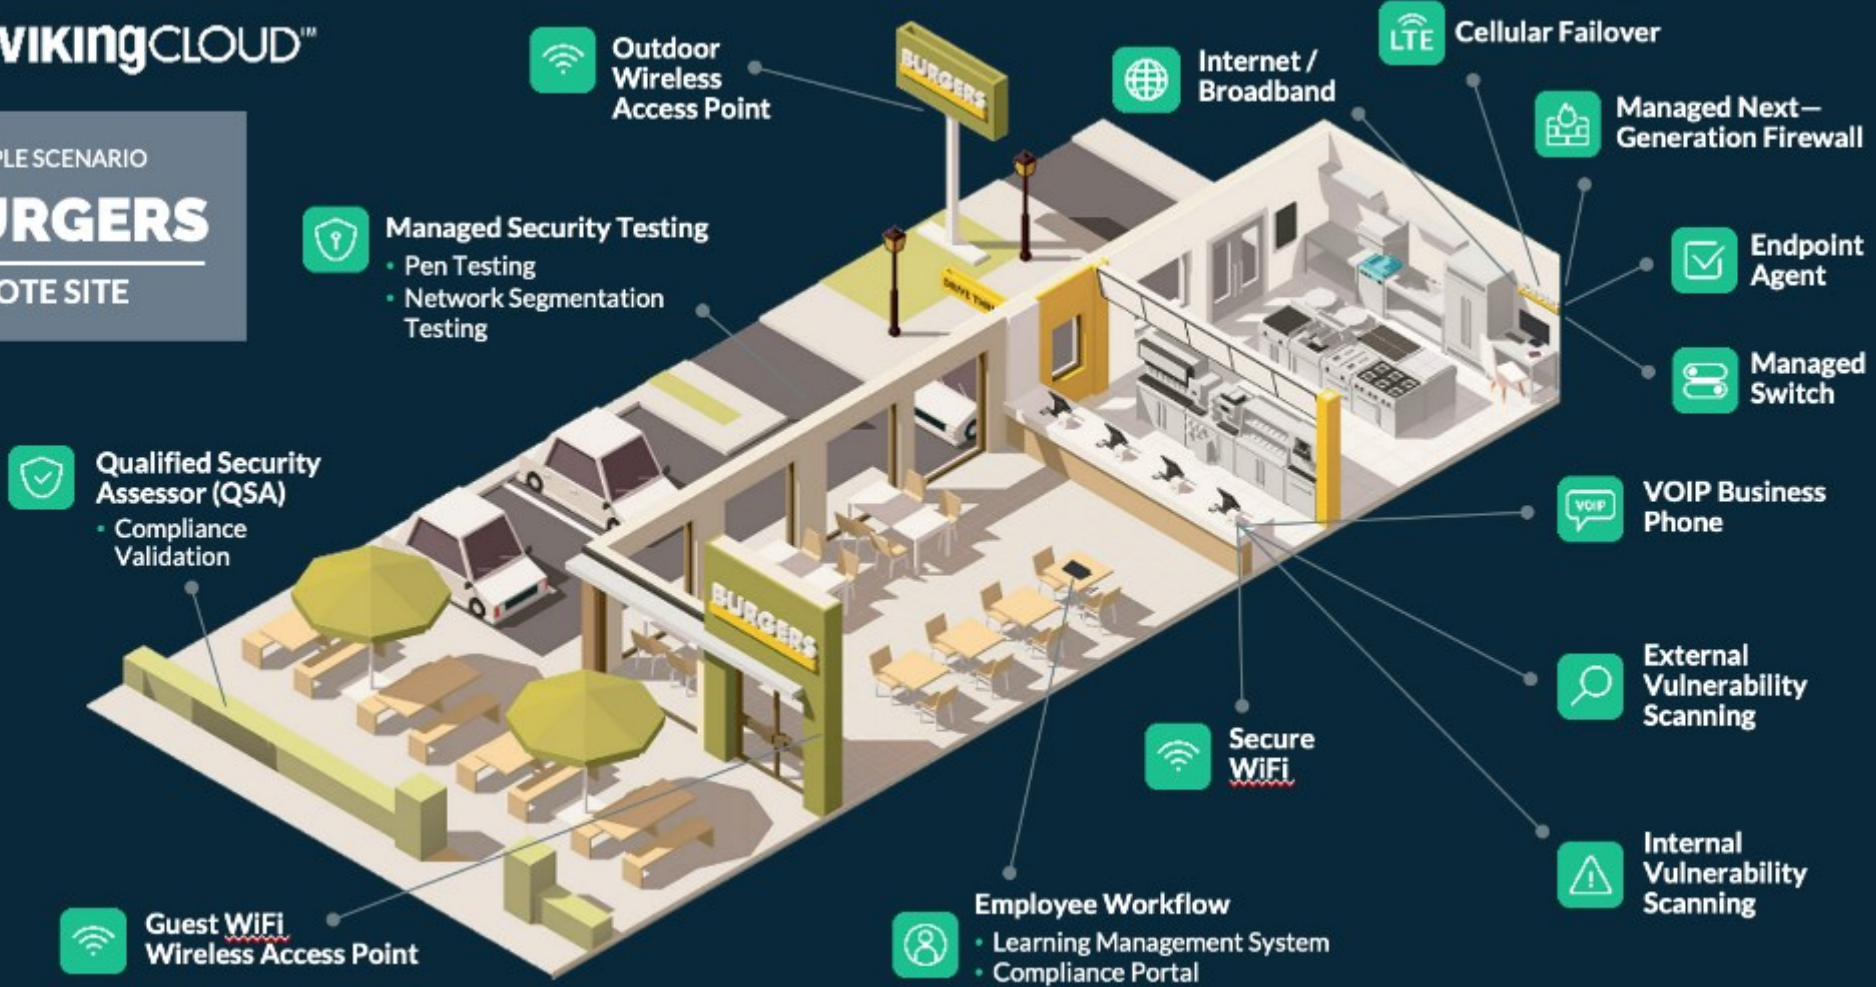 VIKINGCLOUD™
PLE SCENARIO
URGERS
OTE SITE
Outdoor
Wireless
Access Point
BURGERS
Internet /
Broadband
LTE
Cellular Failover
Managed Next—
Generation Firewall
Managed Security Testing
• Pen Testing
• Network Segmentation
Testing
DRIVE THRU
Endpoint
Agent
Managed
Switch
Qualified Security
Assessor (QSA)
• Compliance
Validation
VOIP
VOIP Business
Phone
BURGERS
External
Vulnerability
Scanning
Secure
WiFi
Internal
Vulnerability
Scanning
Guest WiFi
Wireless Access Point
Employee Workflow
• Learning Management System
• Compliance Portal